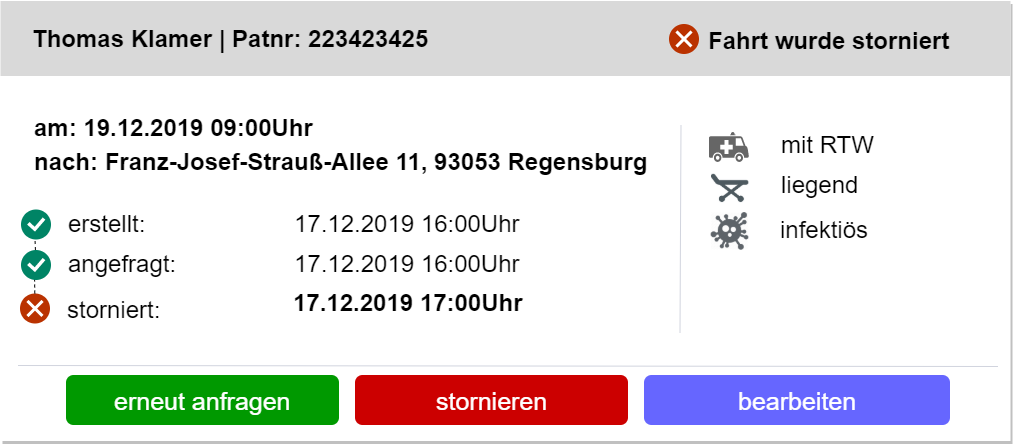 Thomas Klamer | Patnr: 223423425
Fahrt wurde storniert
am: 19.12.2019 09:00Uhr
nach: Franz-Josef-Strauß-Allee 11, 93053 Regensburg
erstellt: 17.12.2019 16:00Uhr
angefragt: 17.12.2019 16:00Uhr
storniert: 17.12.2019 17:00Uhr
mit RTW
liegend
infektiös
erneut anfragen
stornieren
bearbeiten